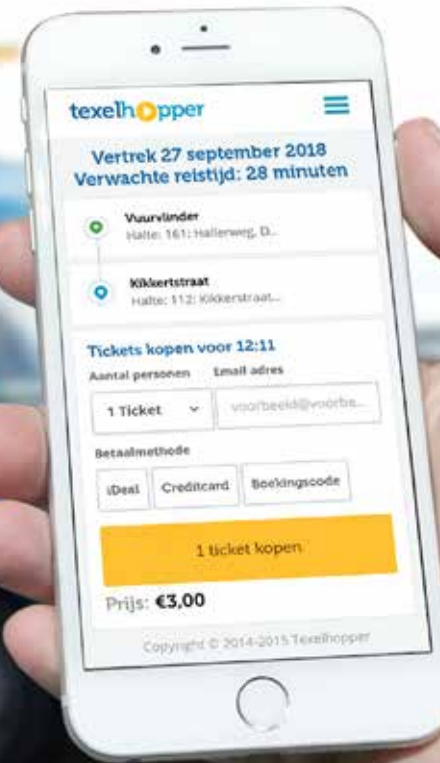 texelhopper
Vertrek 27 september 2018
Verwachte reistijd: 28 minuten
Vuurvlinder
Halte: 161: Hallerweg, D...
Kikkertstraat
Halte: 112: Kikkerstraat...
Tickets kopen voor 12:11
Aantal personen Email adres
1 Ticket voorbeeld@voorbe...
Betaalmethode
iDeal Creditcard Boekingscode
1 ticket kopen
Prijs: €3,00
Copyright © 2014-2015 Texelhopper